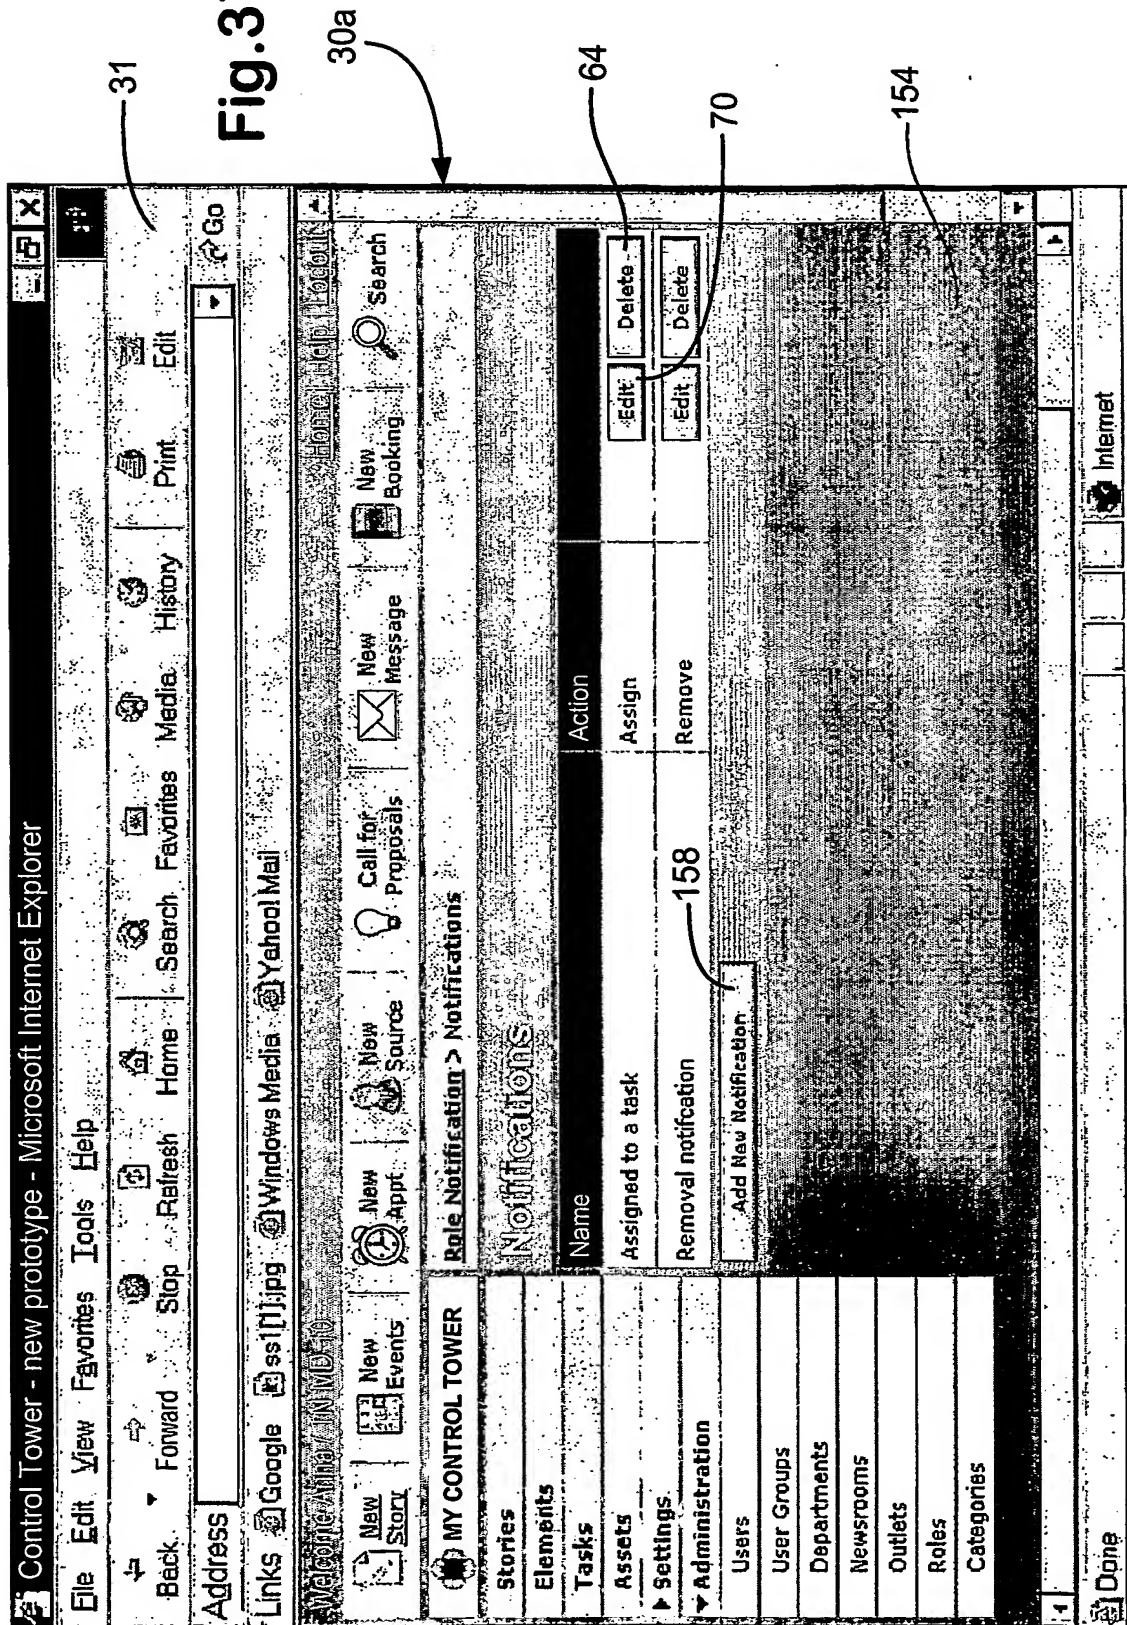 Control Tower - new prototype - Microsoft Internet Explorer
File Edit View Favorites Tools Help
Back Forward Stop Refresh Home Search Favorites Media History Print Edit
31
Address Go
Links Google ss1[1].jpg Windows Media Yahoo! Mail
Fig.3
30a
Home | Help | Logout
New Story
New Events
New Appt.
New Source
Call for Proposals
New Message
New Booking
Search
MY CONTROL TOWER
Stories
Elements
Tasks
Assets
Settings
Administration
Users
User Groups
Departments
Newsrooms
Outlets
Roles
Categories
Role Notification > Notifications
Notifications
Name Action
Assigned to a task Assign Edit Delete
Removal notification Remove Edit Delete
Add New Notification
64
70
158
154
Done Internet